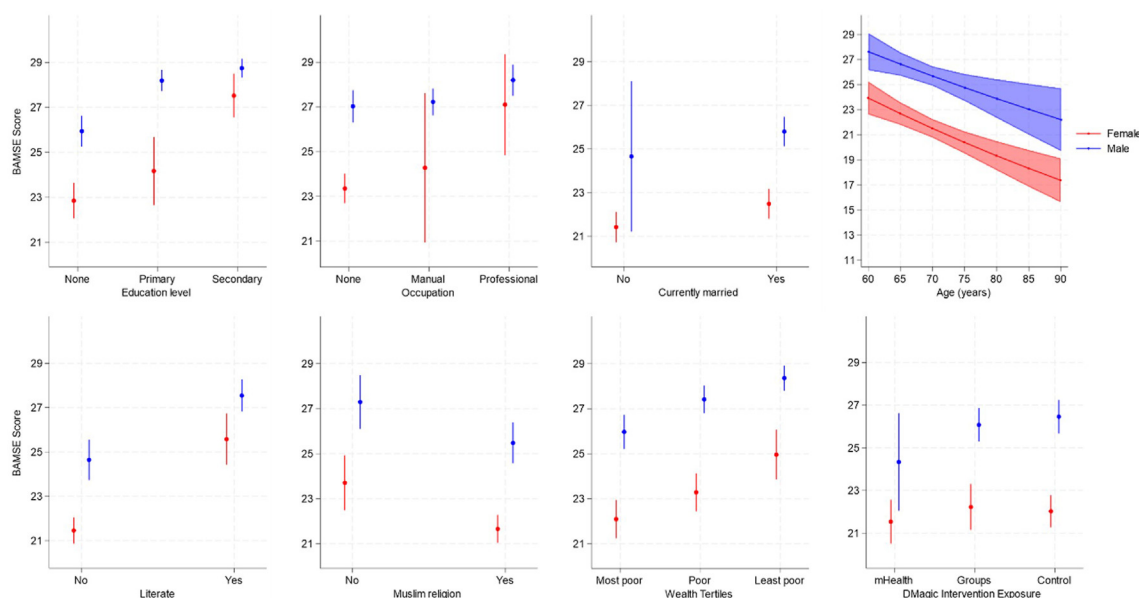 BAMSE Score
29
27
25
23
21
None Primary Secondary
Education level
29
27
25
23
21
None Manual Professional
Occupation
29
27
25
23
21
No Yes
Currently married
29
27
25
23
21
19
17
15
13
11
60 65 70 75 80 85 90
Age (years)
Female
Male
BAMSE Score
29
27
25
23
21
No Yes
Literate
29
27
25
23
21
No Yes
Muslim religion
29
27
25
23
21
Most poor Poor Least poor
Wealth Tertiles
29
27
25
23
21
mHealth Groups Control
DMagic Intervention Exposure